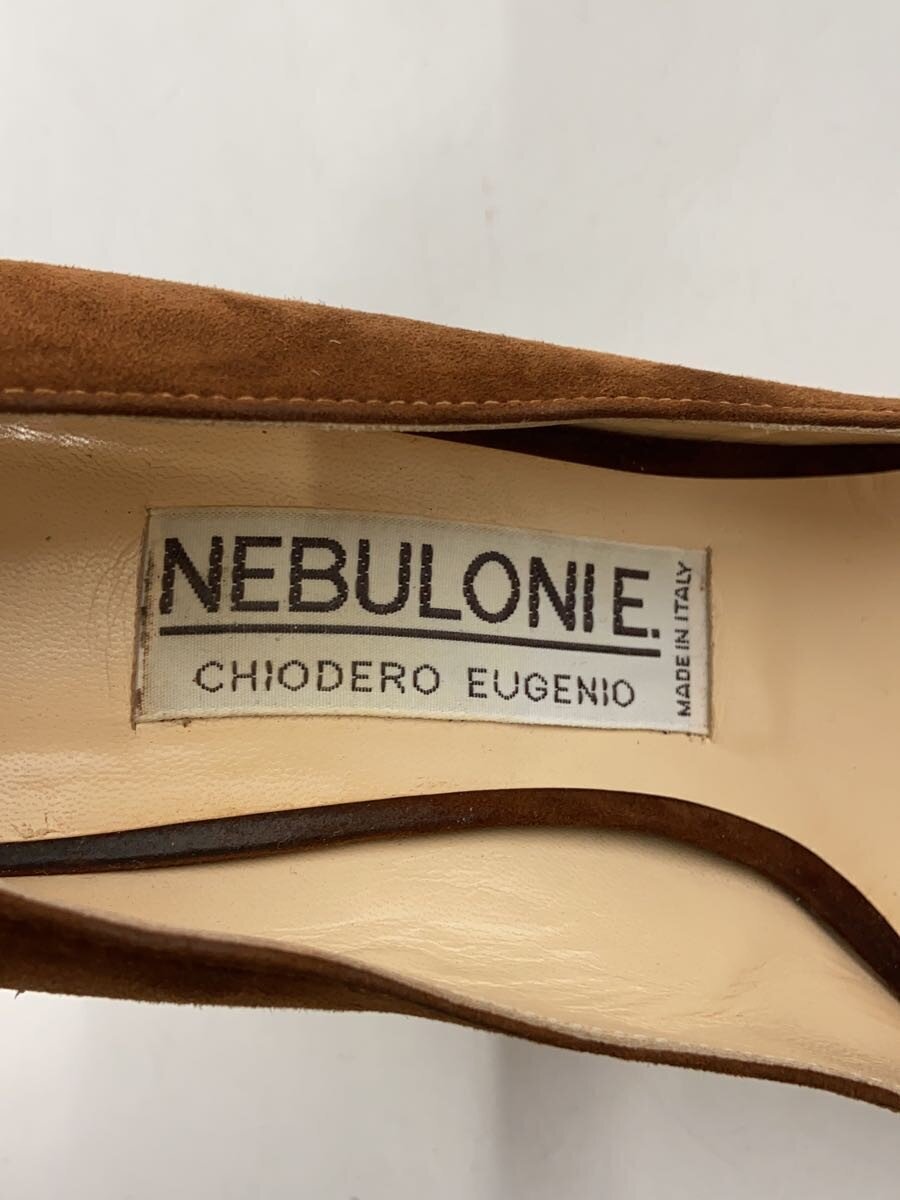 NEBULONI E.
CHIODERO EUGENIO
MADE IN ITALY